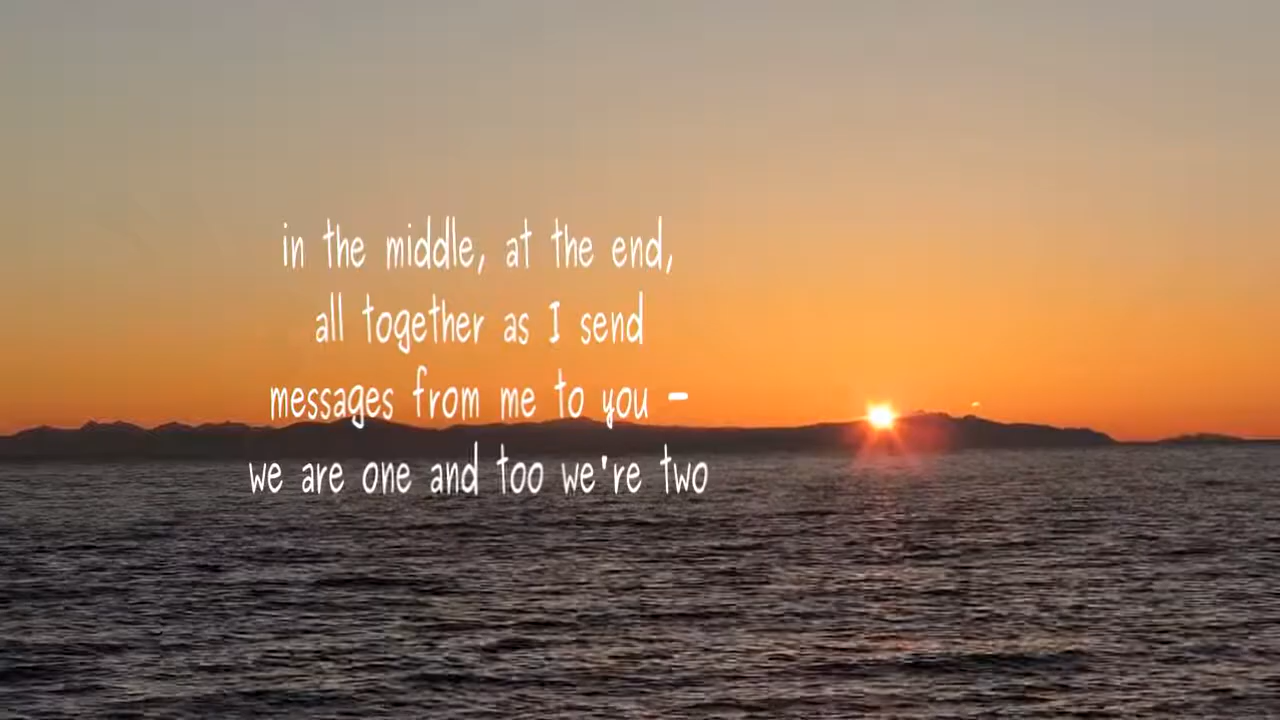 in the middle, at the end,
all together as I send
messages from me to you -
we are one and too we're two